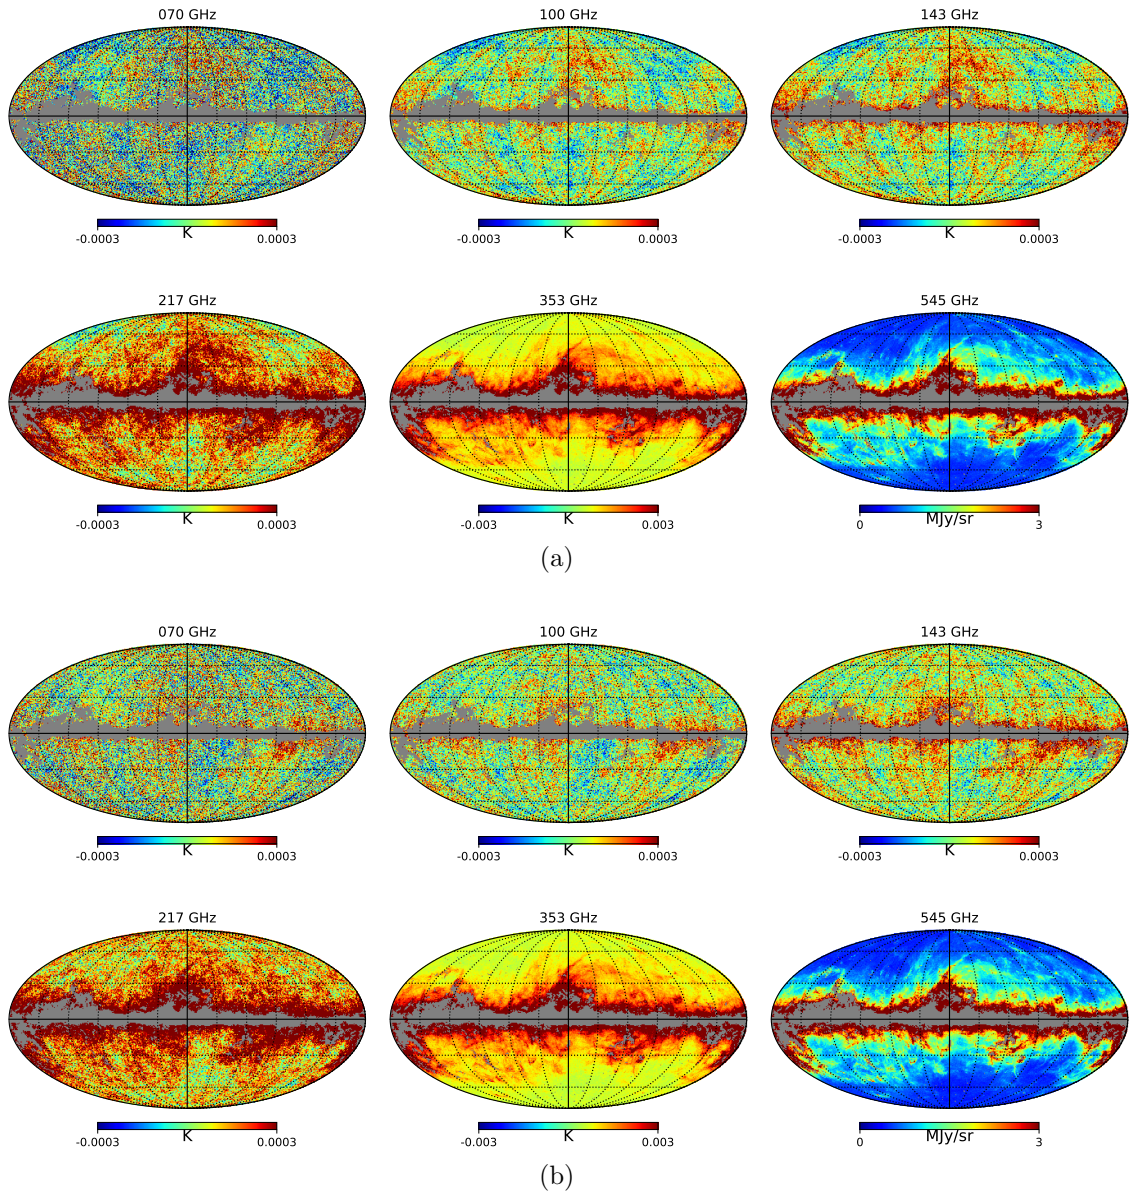 070 GHz 100 GHz 143 GHz
-0.0003 K 0.0003 -0.0003 K 0.0003 -0.0003 K 0.0003
217 GHz 353 GHz 545 GHz
-0.0003 K 0.0003 -0.003 K 0.003 0 MJy/sr 3
(a)
070 GHz 100 GHz 143 GHz
-0.0003 K 0.0003 -0.0003 K 0.0003 -0.0003 K 0.0003
217 GHz 353 GHz 545 GHz
-0.0003 K 0.0003 -0.003 K 0.003 0 MJy/sr 3
(b)